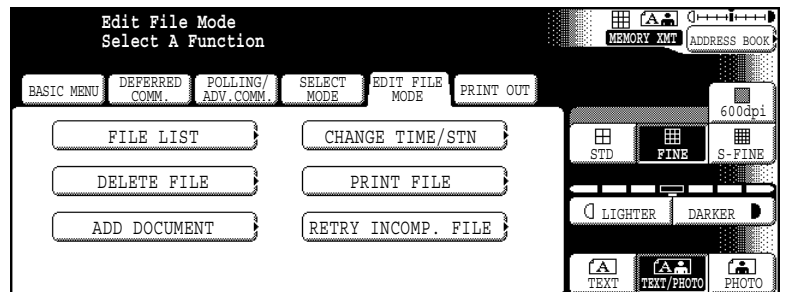 Edit File Mode
Select A Function
MEMORY XMT
ADDRESS BOOK
BASIC MENU
DEFERRED
COMM.
POLLING/
ADV.COMM.
SELECT
MODE
EDIT FILE
MODE
PRINT OUT
600dpi
FILE LIST
CHANGE TIME/STN
STD
FINE
S-FINE
DELETE FILE
PRINT FILE
LIGHTER
DARKER
ADD DOCUMENT
RETRY INCOMP. FILE
TEXT
TEXT/PHOTO
PHOTO